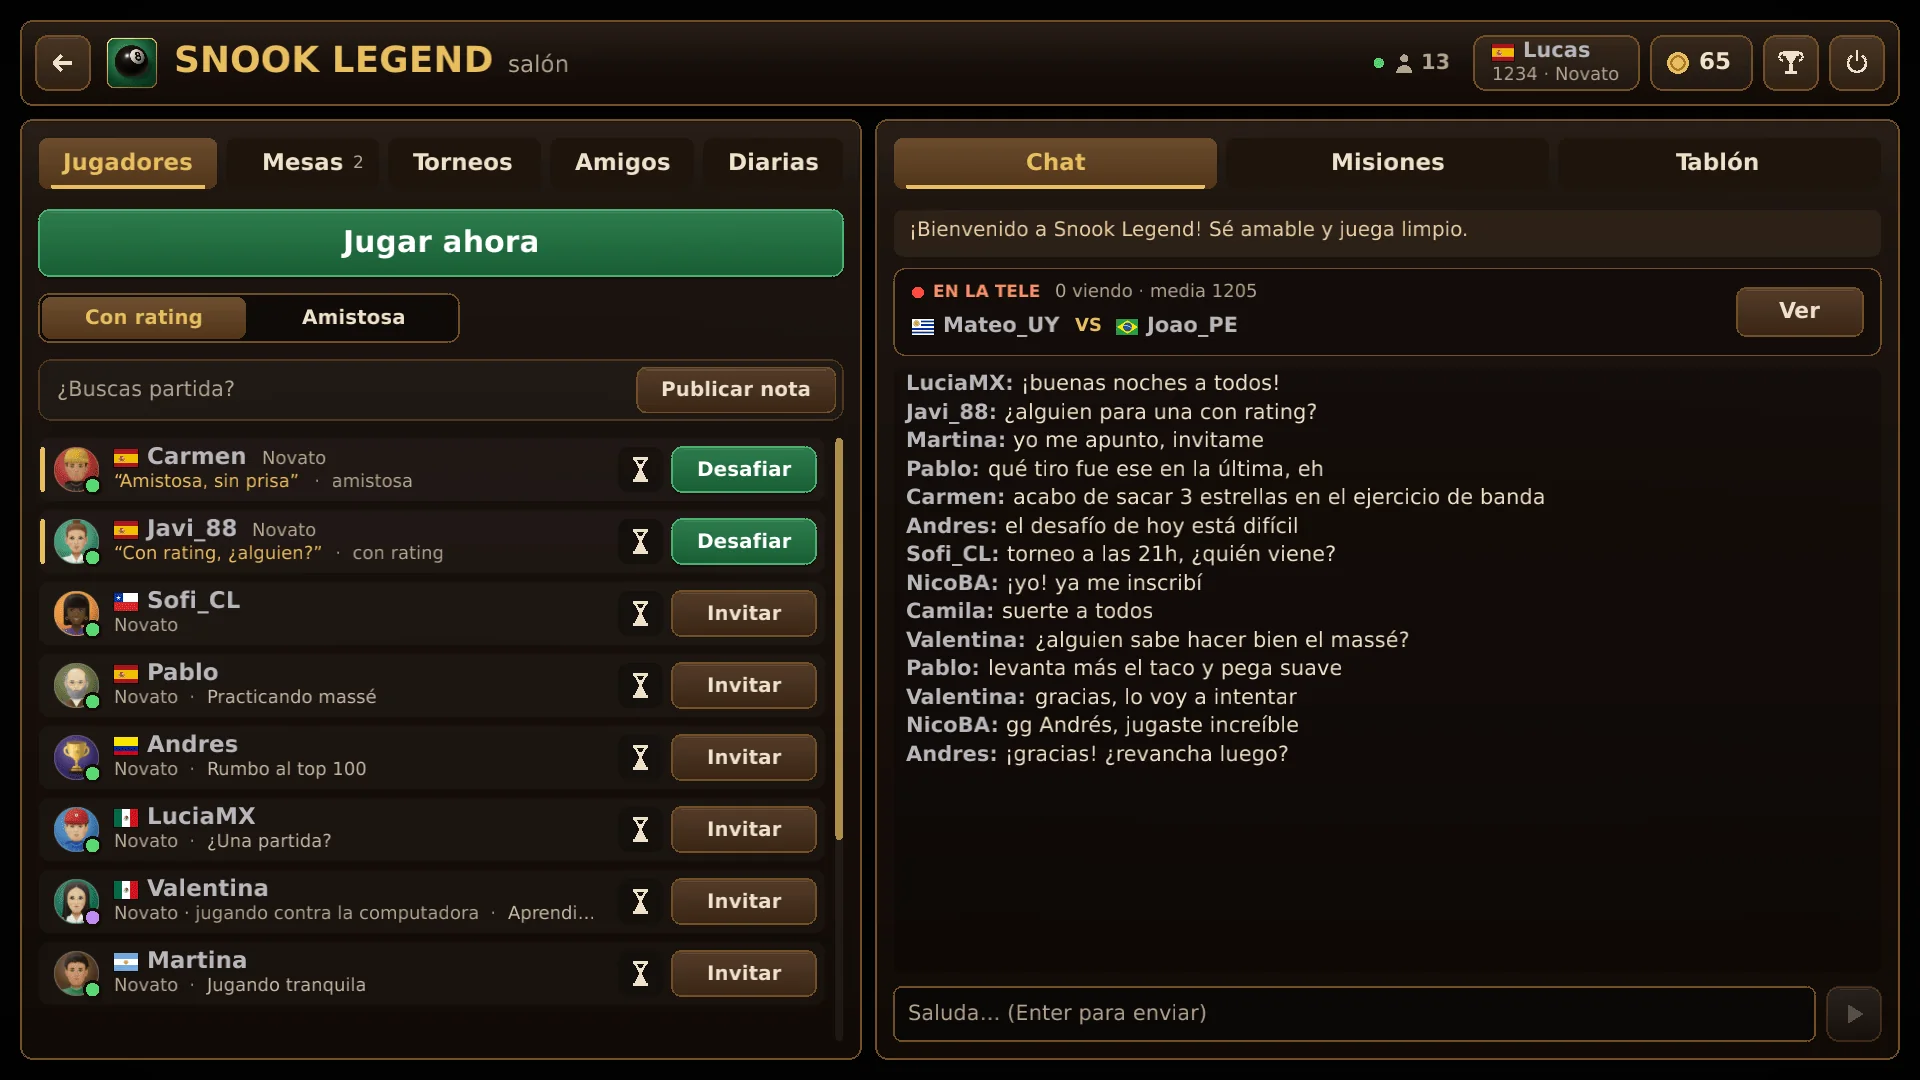 SNOOK LEGEND salón
13
Lucas
1234 · Novato
65
Jugadores
Mesas 2
Torneos
Amigos
Diarias
Jugar ahora
Con rating
Amistosa
¿Buscas partida?
Publicar nota
Carmen Novato
“Amistosa, sin prisa” · amistosa
Desafiar
Javi_88 Novato
“Con rating, ¿alguien?” · con rating
Desafiar
Sofi_CL
Novato
Invitar
Pablo
Novato · Practicando massé
Invitar
Andres
Novato · Rumbo al top 100
Invitar
LuciaMX
Novato · ¿Una partida?
Invitar
Valentina
Novato · jugando contra la computadora · Aprendi...
Invitar
Martina
Novato · Jugando tranquila
Invitar
Chat
Misiones
Tablón
¡Bienvenido a Snook Legend! Sé amable y juega limpio.
EN LA TELE 0 viendo · media 1205
Mateo_UY VS Joao_PE
Ver
LuciaMX: ¡buenas noches a todos!
Javi_88: ¿alguien para una con rating?
Martina: yo me apunto, invitame
Pablo: qué tiro fue ese en la última, eh
Carmen: acabo de sacar 3 estrellas en el ejercicio de banda
Andres: el desafío de hoy está difícil
Sofi_CL: torneo a las 21h, ¿quién viene?
NicoBA: ¡yo! ya me inscribí
Camila: suerte a todos
Valentina: ¿alguien sabe hacer bien el massé?
Pablo: levanta más el taco y pega suave
Valentina: gracias, lo voy a intentar
NicoBA: gg Andrés, jugaste increíble
Andres: ¡gracias! ¿revancha luego?
Saluda... (Enter para enviar)